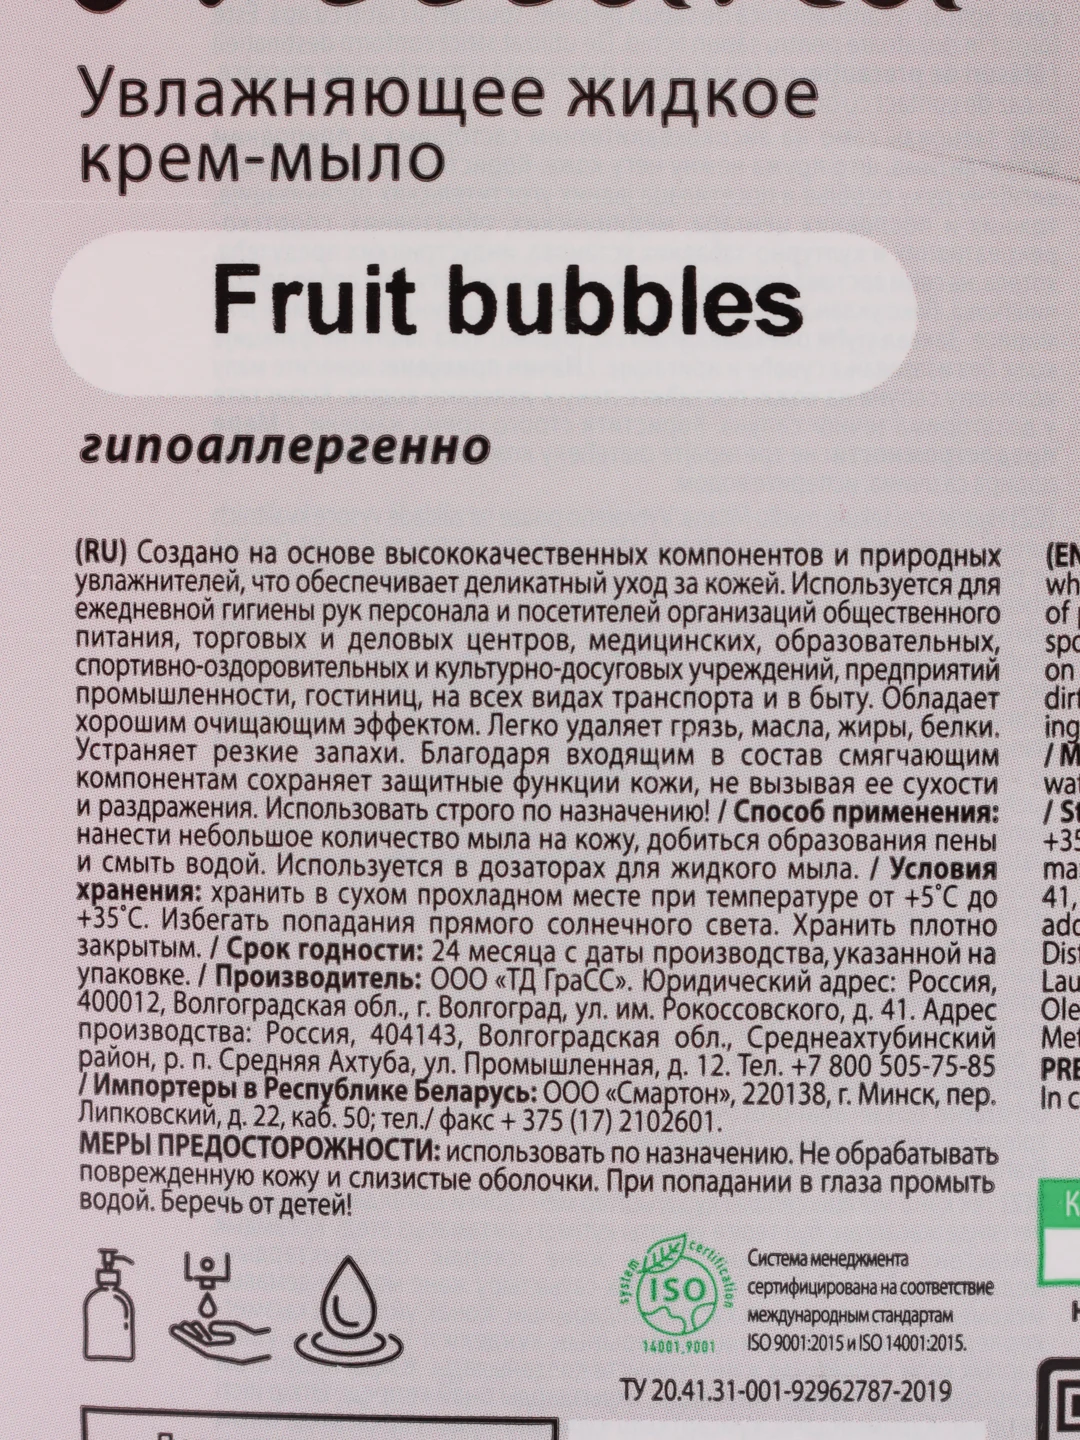 Увлажняющее жидкое
крем-мыло
Fruit bubbles
гипоаллергенно
(RU) Создано на основе высококачественных компонентов и природных
увлажнителей, что обеспечивает деликатный уход за кожей. Используется для
ежедневной гигиены рук персонала и посетителей организаций общественного
питания, торговых и деловых центров, медицинских, образовательных,
спортивно-оздоровительных и культурно-досуговых учреждений, предприятий
промышленности, гостиниц, на всех видах транспорта и в быту. Обладает
хорошим очищающим эффектом. Легко удаляет грязь, масла, жиры, белки.
Устраняет резкие запахи. Благодаря входящим в состав смягчающим
компонентам сохраняет защитные функции кожи, не вызывая ее сухости
и раздражения. Использовать строго по назначению! / Способ применения:
нанести небольшое количество мыла на кожу, добиться образования пены
и смыть водой. Используется в дозаторах для жидкого мыла. / Условия
хранения: хранить в сухом прохладном месте при температуре от +5°C до
+35°C. Избегать попадания прямого солнечного света. Хранить плотно
закрытым. / Срок годности: 24 месяца с даты производства, указанной на
упаковке. / Производитель: ООО «ТД ГраСС». Юридический адрес: Россия,
400012, Волгоградская обл., г. Волгоград, ул. им. Рокоссовского, д. 41. Адрес
производства: Россия, 404143, Волгоградская обл., Среднеахтубинский
район, р. п. Средняя Ахтуба, ул. Промышленная, д. 12. Тел. +7 800 505-75-85
/ Импортеры в Республике Беларусь: ООО «Смартон», 220138, г. Минск, пер.
Липковский, д. 22, каб. 50; тел./ факс + 375 (17) 2102601.
МЕРЫ ПРЕДОСТОРОЖНОСТИ: использовать по назначению. Не обрабатывать
поврежденную кожу и слизистые оболочки. При попадании в глаза промыть
водой. Беречь от детей!
system certification
ISO
14001,9001
Система менеджмента
сертифицирована на соответствие
международным стандартам
ISO 9001:2015 и ISO 14001:2015.
ТУ 20.41.31-001-92962787-2019
(EN
of
on
/ M
/ St
+35
41,
In